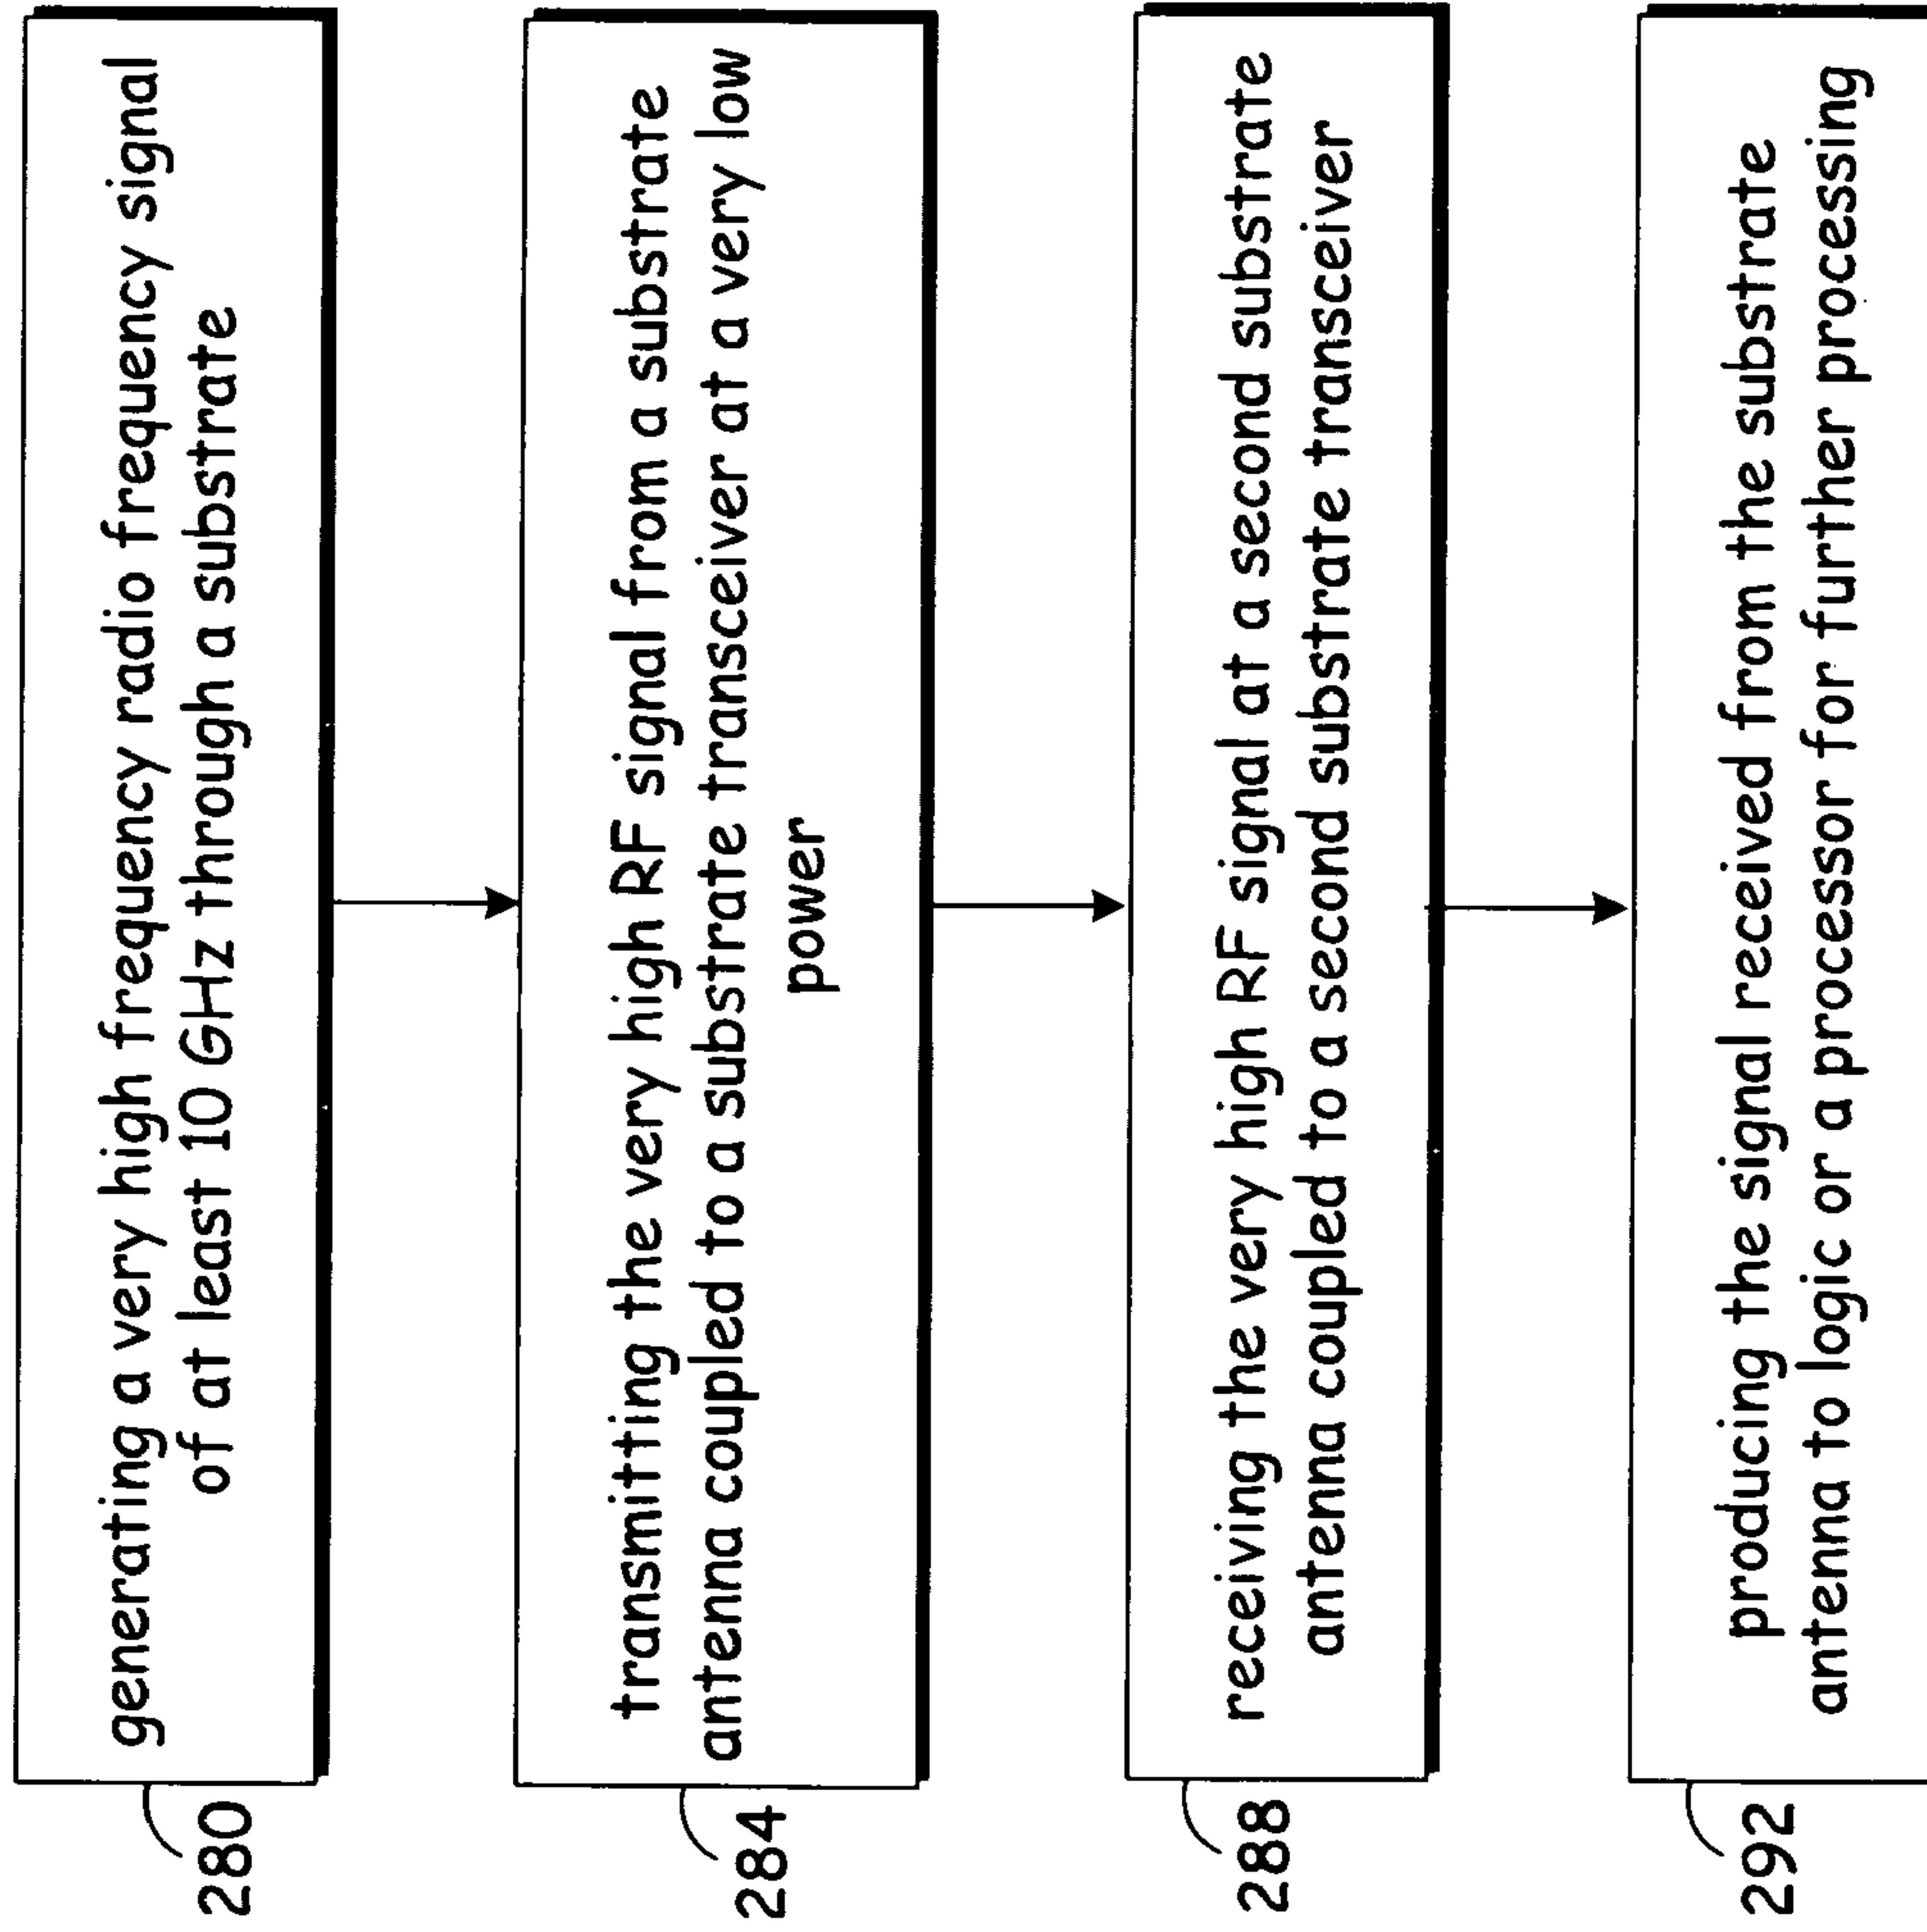 generating a very high frequency radio frequency signal
of at least 10 GHz through a substrate
280
transmitting the very high RF signal from a substrate
antenna coupled to a substrate transceiver at a very low
power
284
receiving the very high RF signal at a second substrate
antenna coupled to a second substrate transceiver
288
producing the signal received from the substrate
antenna to logic or a processor for further processing
292